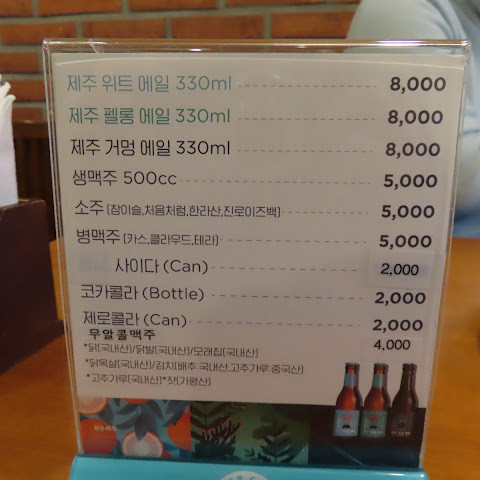 제주 위트 에일 330ml 8,000
제주 펠롱 에일 330ml 8,000
제주 거멍 에일 330ml 8,000
생맥주 500cc 5,000
소주 (참이슬,처음처럼,한라산,진로이즈백) 5,000
병맥주 (카스,클라우드,테라) 5,000
사이다 (Can) 2,000
코카콜라 (Bottle) 2,000
제로콜라 (Can) 2,000
무알콜맥주 4,000
*닭(국내산)/닭발(국내산)/모래집(국내산)
*닭목살(국내산)/김치(배추:국내산,고추가루:중국산)
*고추가루(국내산)*잣(가평산)